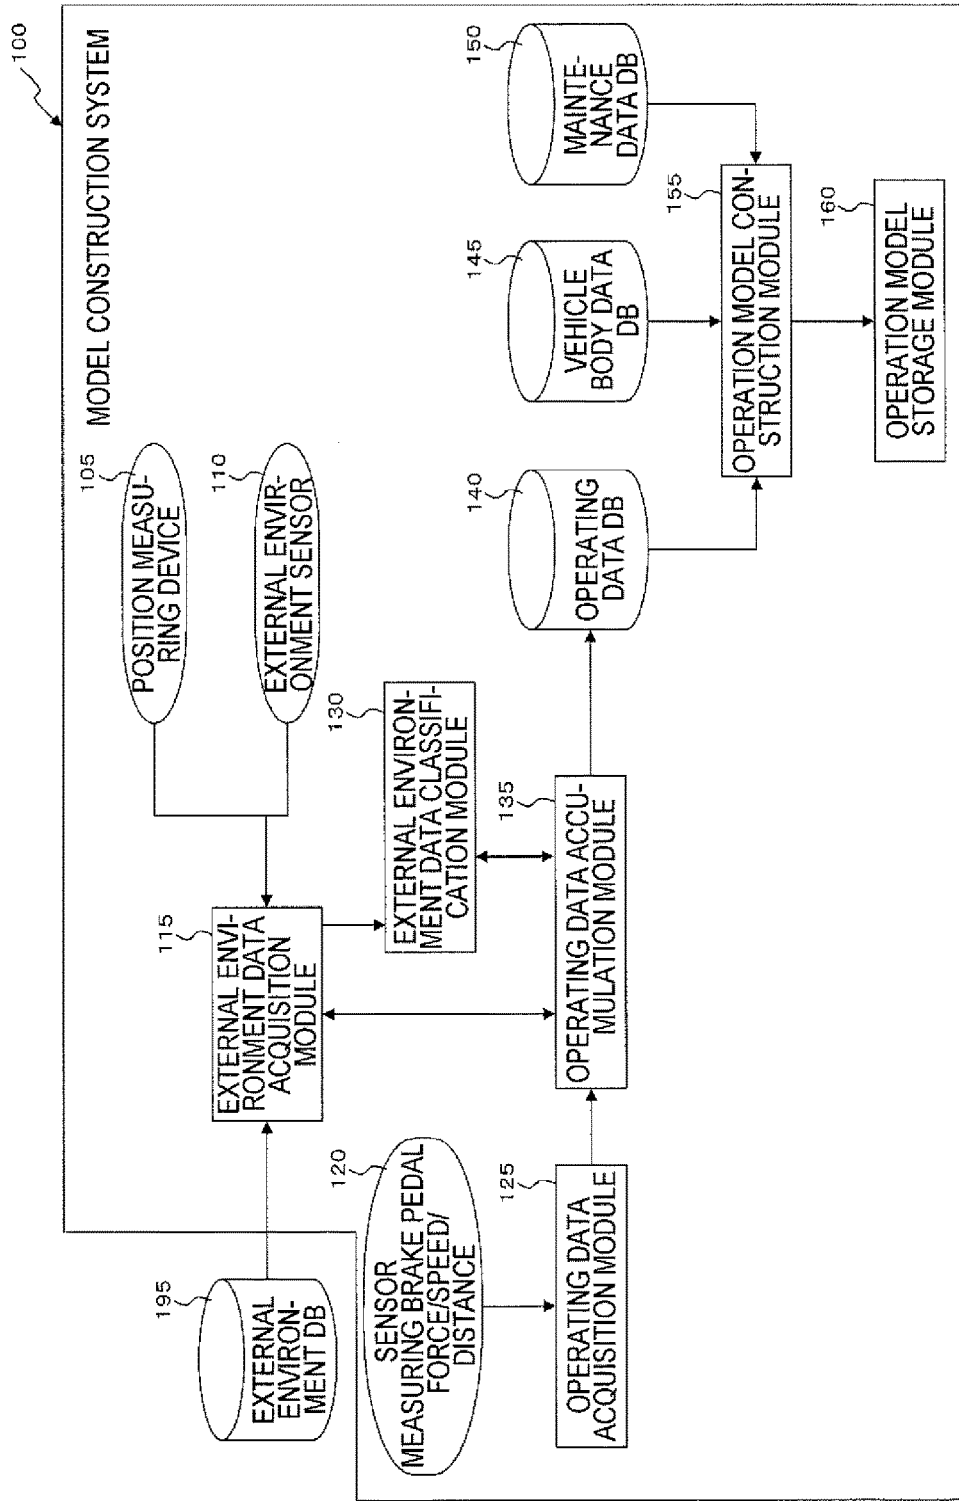 100
MODEL CONSTRUCTION SYSTEM
195
EXTERNAL
ENVIRON-
MENT DB
115
EXTERNAL ENVI-
RONMENT DATA
ACQUISITION
MODULE
105
POSITION MEASU-
RING DEVICE
110
EXTERNAL ENVIR-
ONMENT SENSOR
120
SENSOR
MEASURING BRAKE PEDAL
FORCE/SPEED/
DISTANCE
130
EXTERNAL ENVIRON-
MENT DATA CLASSIFI-
CATION MODULE
125
OPERATING DATA
ACQUISITION MODULE
135
OPERATING DATA ACCU-
MULATION MODULE
140
OPERATING
DATA DB
145
VEHICLE
BODY DATA
DB
150
MAINTE-
NANCE
DATA DB
155
OPERATION MODEL CON-
STRUCTION MODULE
160
OPERATION MODEL
STORAGE MODULE